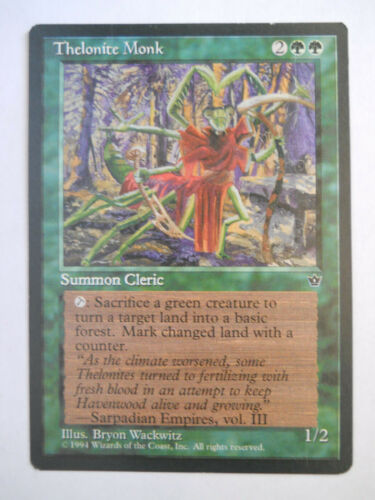 Thelonite Monk 2
Summon Cleric
: Sacrifice a green creature to
turn a target land into a basic
forest. Mark changed land with a
counter.
"As the climate worsened, some
Thelonites turned to fertilizing with
fresh blood in an attempt to keep
Havenwood alive and growing."
—Sarpadian Empires, vol. III
Illus. Bryon Wackwitz
1/2
©1994 Wizards of the Coast, Inc. All rights reserved.